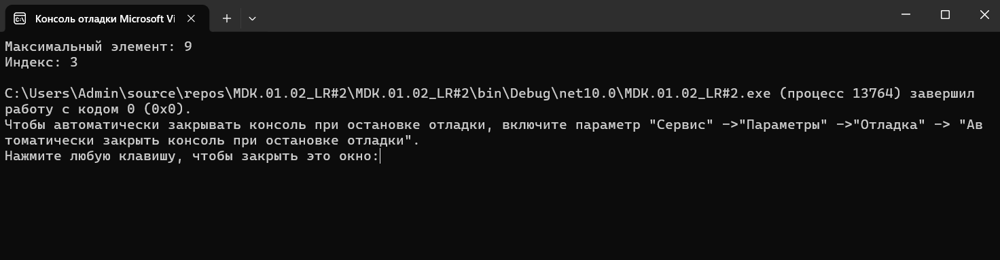 Консоль отладки Microsoft Vi
Максимальный элемент: 9
Индекс: 3
C:\Users\Admin\source\repos\MDK.01.02_LR#2\MDK.01.02_LR#2\bin\Debug\net10.0\MDK.01.02_LR#2.exe (процесс 13764) завершил
работу с кодом 0 (0x0).
Чтобы автоматически закрывать консоль при остановке отладки, включите параметр "Сервис" ->"Параметры" ->"Отладка" -> "Ав
томатически закрыть консоль при остановке отладки".
Нажмите любую клавишу, чтобы закрыть это окно: